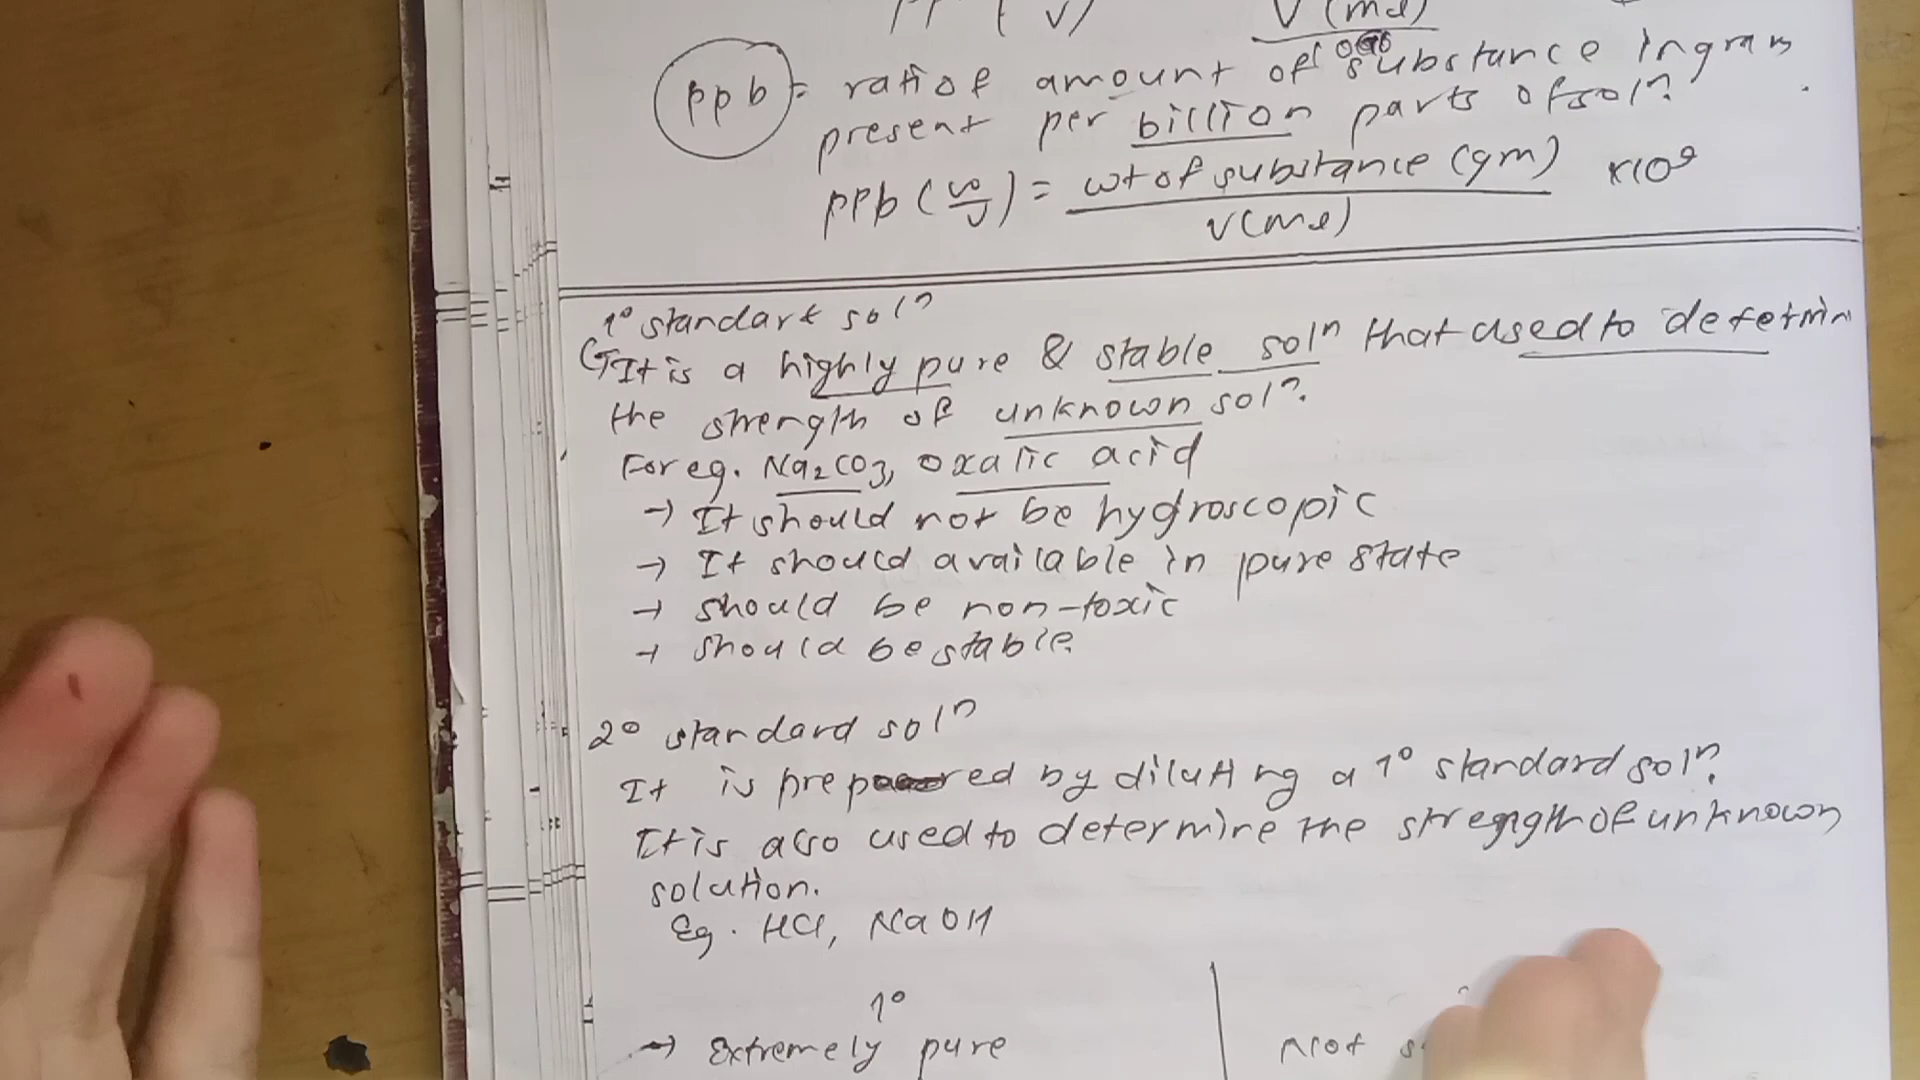 V (ml)
ppb = ratio of amount of substance in gram
present per billion parts of solⁿ.
ppb (w/v) = wt of substance (gm) / v(ml) ×10⁹
1° standart solⁿ
It is a highly pure & stable solⁿ that used to determin
the strength of unknown solⁿ.
For eg. Na₂CO₃, oxalic acid
→ It should not be hygroscopic
→ It should available in pure state
→ should be non-toxic
→ should be stable.
2° standard solⁿ
It is prepared by diluting a 1° standard solⁿ.
It is also used to determine the strength of unknown
solution.
Eg. HCl, NaOH
1°
→ Extremely pure
Not